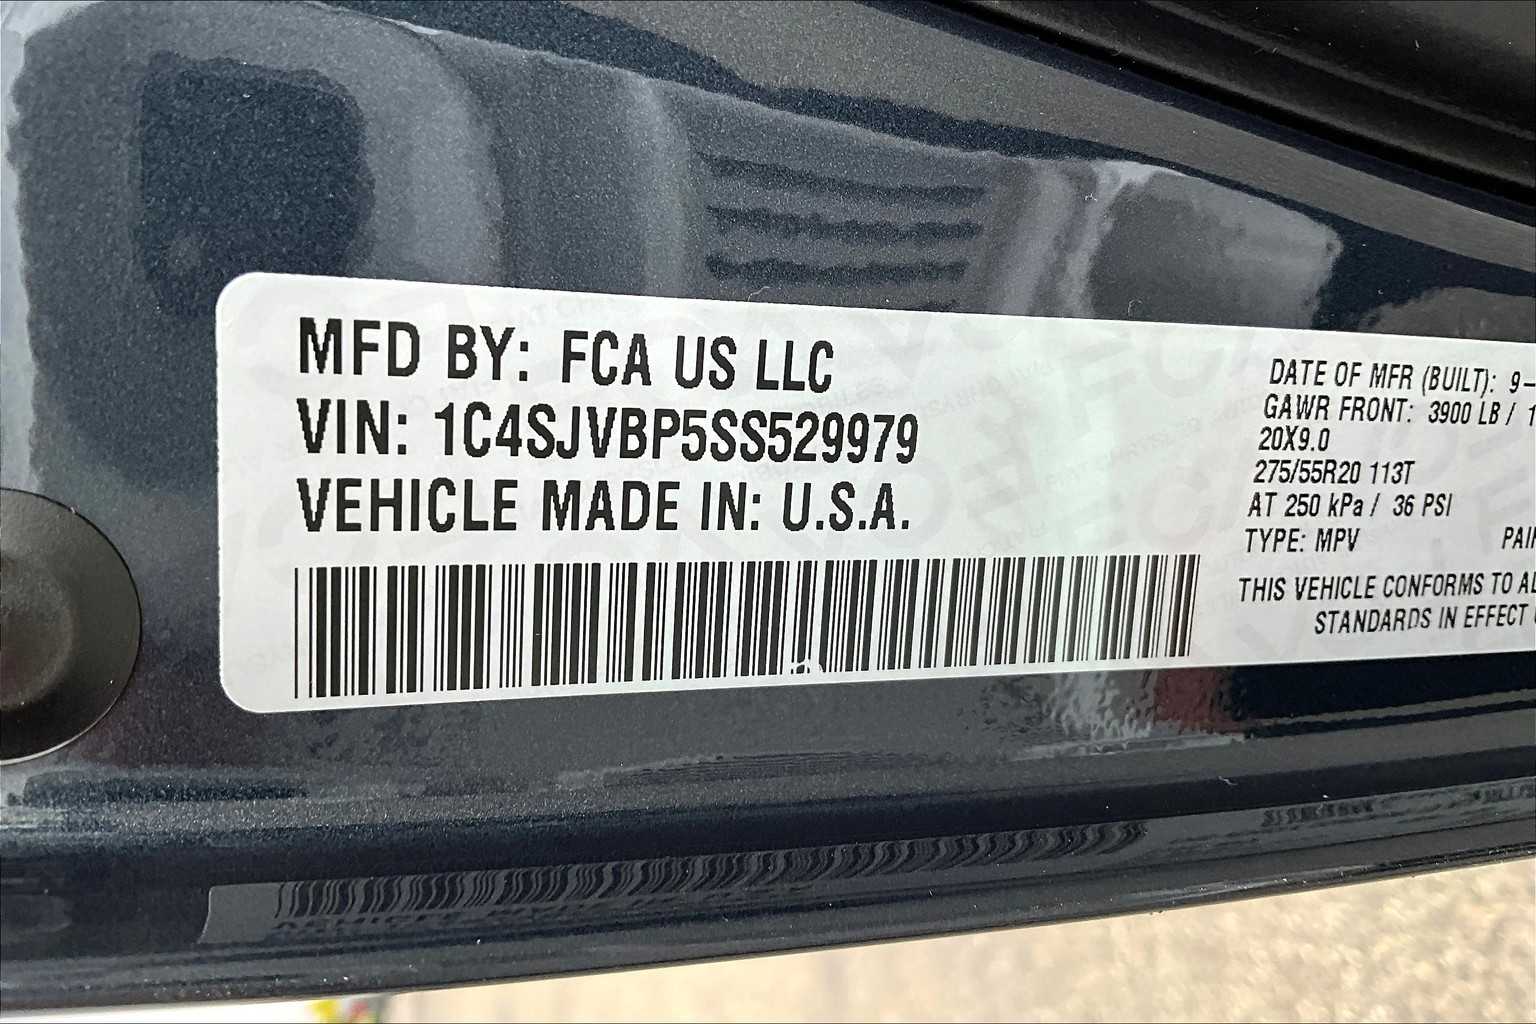 MFD BY: FCA US LLC
VIN: 1C4SJVBP5SS529979
VEHICLE MADE IN: U.S.A.
DATE OF MFR (BUILT): 9-
GAWR FRONT: 3900 LB / 1
20X9.0
275/55R20 113T
AT 250 kPa / 36 PSI
TYPE: MPV
THIS VEHICLE CONFORMS TO
STANDARDS IN EFFECT